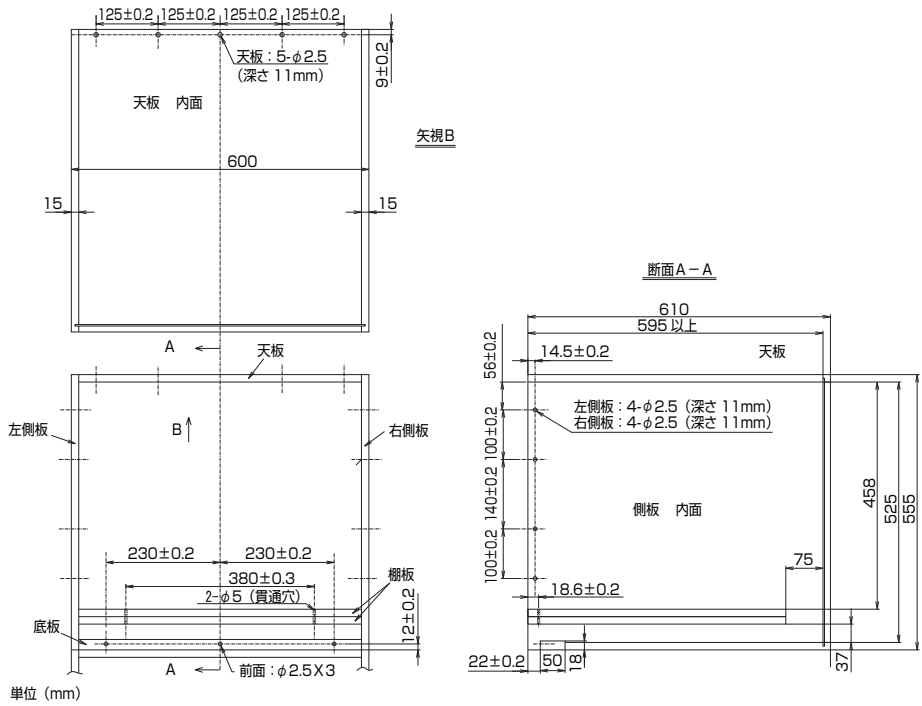 125±0.2 125±0.2 125±0.2 125±0.2
天板：5-φ2.5
（深さ 11mm）
9±0.2
天板　内面
矢視B
600
15
15
A
天板
左側板
B
右側板
230±0.2
230±0.2
380±0.3
2-φ5（貫通穴）
棚板
12±0.2
底板
A
前面：φ2.5X3
単位（mm）
断面A－A
610
595 以上
14.5±0.2
天板
56±0.2
左側板：4-φ2.5（深さ 11mm）
右側板：4-φ2.5（深さ 11mm）
100±0.2
140±0.2
100±0.2
側板　内面
458
525
555
75
18.6±0.2
22±0.2
50
18
37